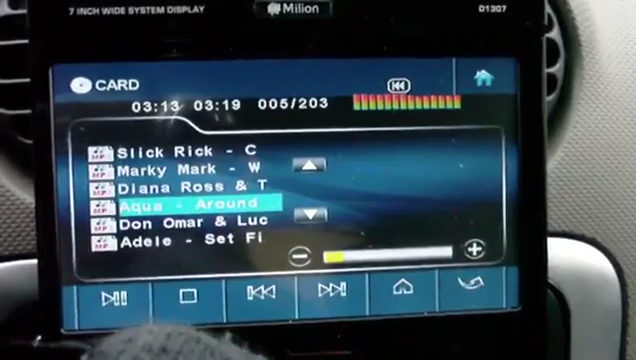 7 INCH WIDE SYSTEM DISPLAY
Milion
D1307
CARD
03:13 03:19 005/203
Slick Rick - C
Marky Mark - W
Diana Ross & T
Aqua - Around
Don Omar & Luc
Adele - Set Fi